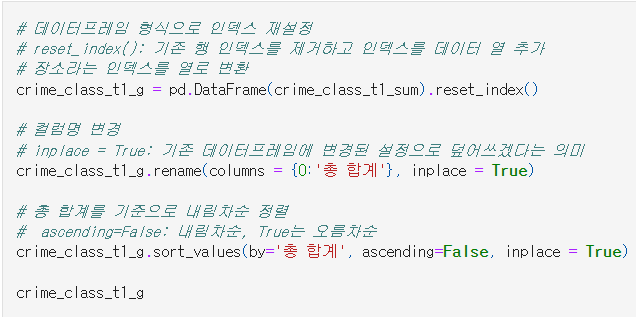 # 데이터프레임 형식으로 인덱스 재설정
# reset_index(): 기존 행 인덱스를 제거하고 인덱스를 데이터 열 추가
# 장소라는 인덱스를 열로 변환
crime_class_t1_g = pd.DataFrame(crime_class_t1_sum).reset_index()
# 컬럼명 변경
# inplace = True: 기존 데이터프레임에 변경된 설정으로 덮어쓰겠다는 의미
crime_class_t1_g.rename(columns = {0:'총 합계'}, inplace = True)
# 총 합계를 기준으로 내림차순 정렬
#  ascending=False: 내림차순, True는 오름차순
crime_class_t1_g.sort_values(by='총 합계', ascending=False, inplace = True)
crime_class_t1_g